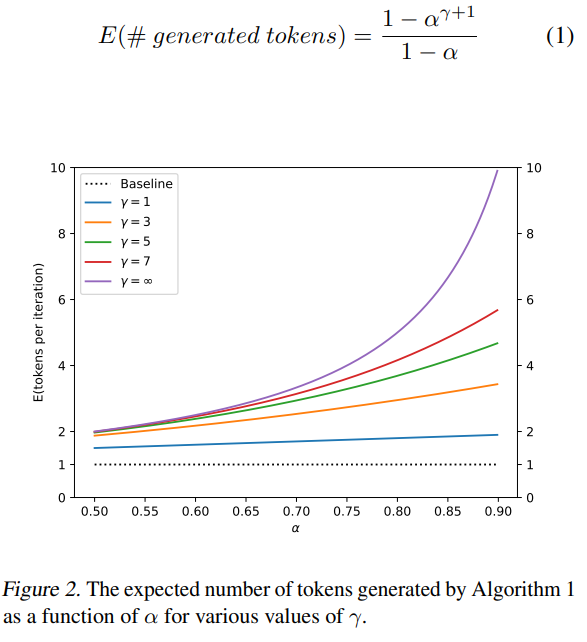 E(# generated tokens) = \frac{1 − α^{γ+1}}{1 − α} (1)
10 10
Baseline
γ = 1
8 8
γ = 3
γ = 5
γ = 7
γ = ∞
6 6
E(tokens per iteration)
4 4
2 2
1 1
0 0
0.50 0.55 0.60 0.65 0.70 0.75 0.80 0.85 0.90
α
Figure 2. The expected number of tokens generated by Algorithm 1
as a function of α for various values of γ.